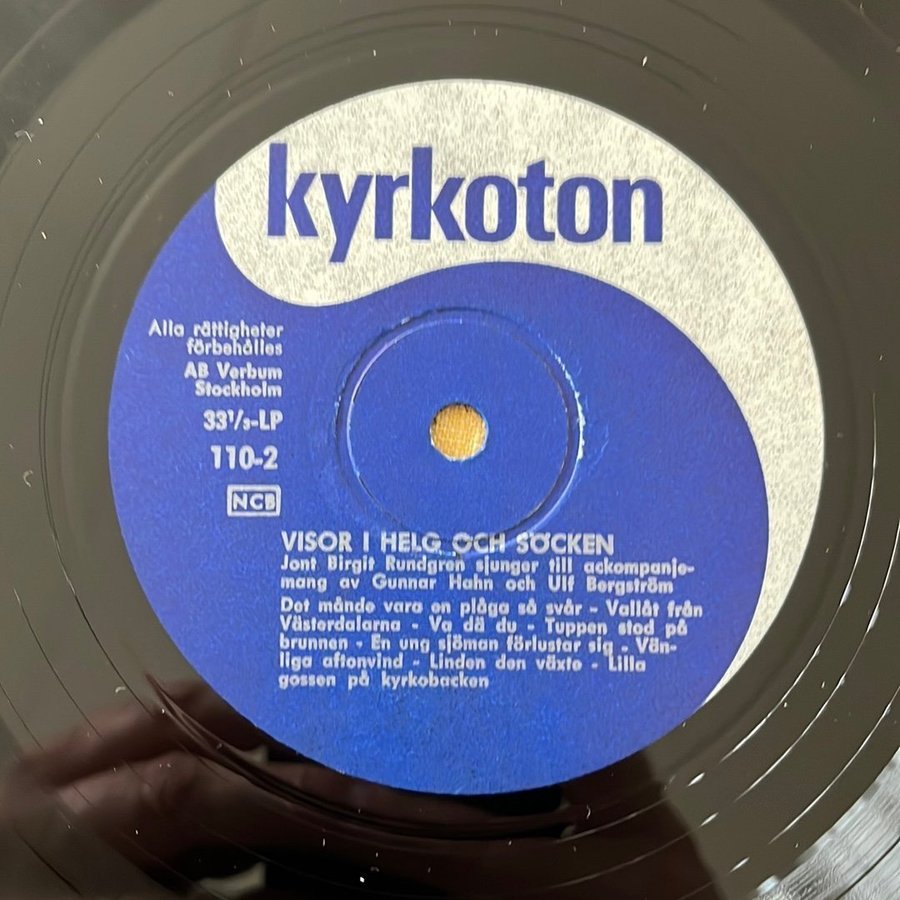 kyrkoton
Alla rättigheter
förbehålles
AB Verbum
Stockholm
33⅓-LP
110-2
NCB
VISOR I HELG OCH SÖCKEN
Jont Birgit Rundgren sjunger till ackompanje-
mang av Gunnar Hahn och Ulf Bergström
Det månde vara en plåga så svår - Vallåt från
Västerdalarna - Va dä du - Tuppen stod på
brunnen - En ung sjöman förlustar sig - Vän-
liga aftonvind - Linden den växte - Lilla
gossen på kyrkobacken